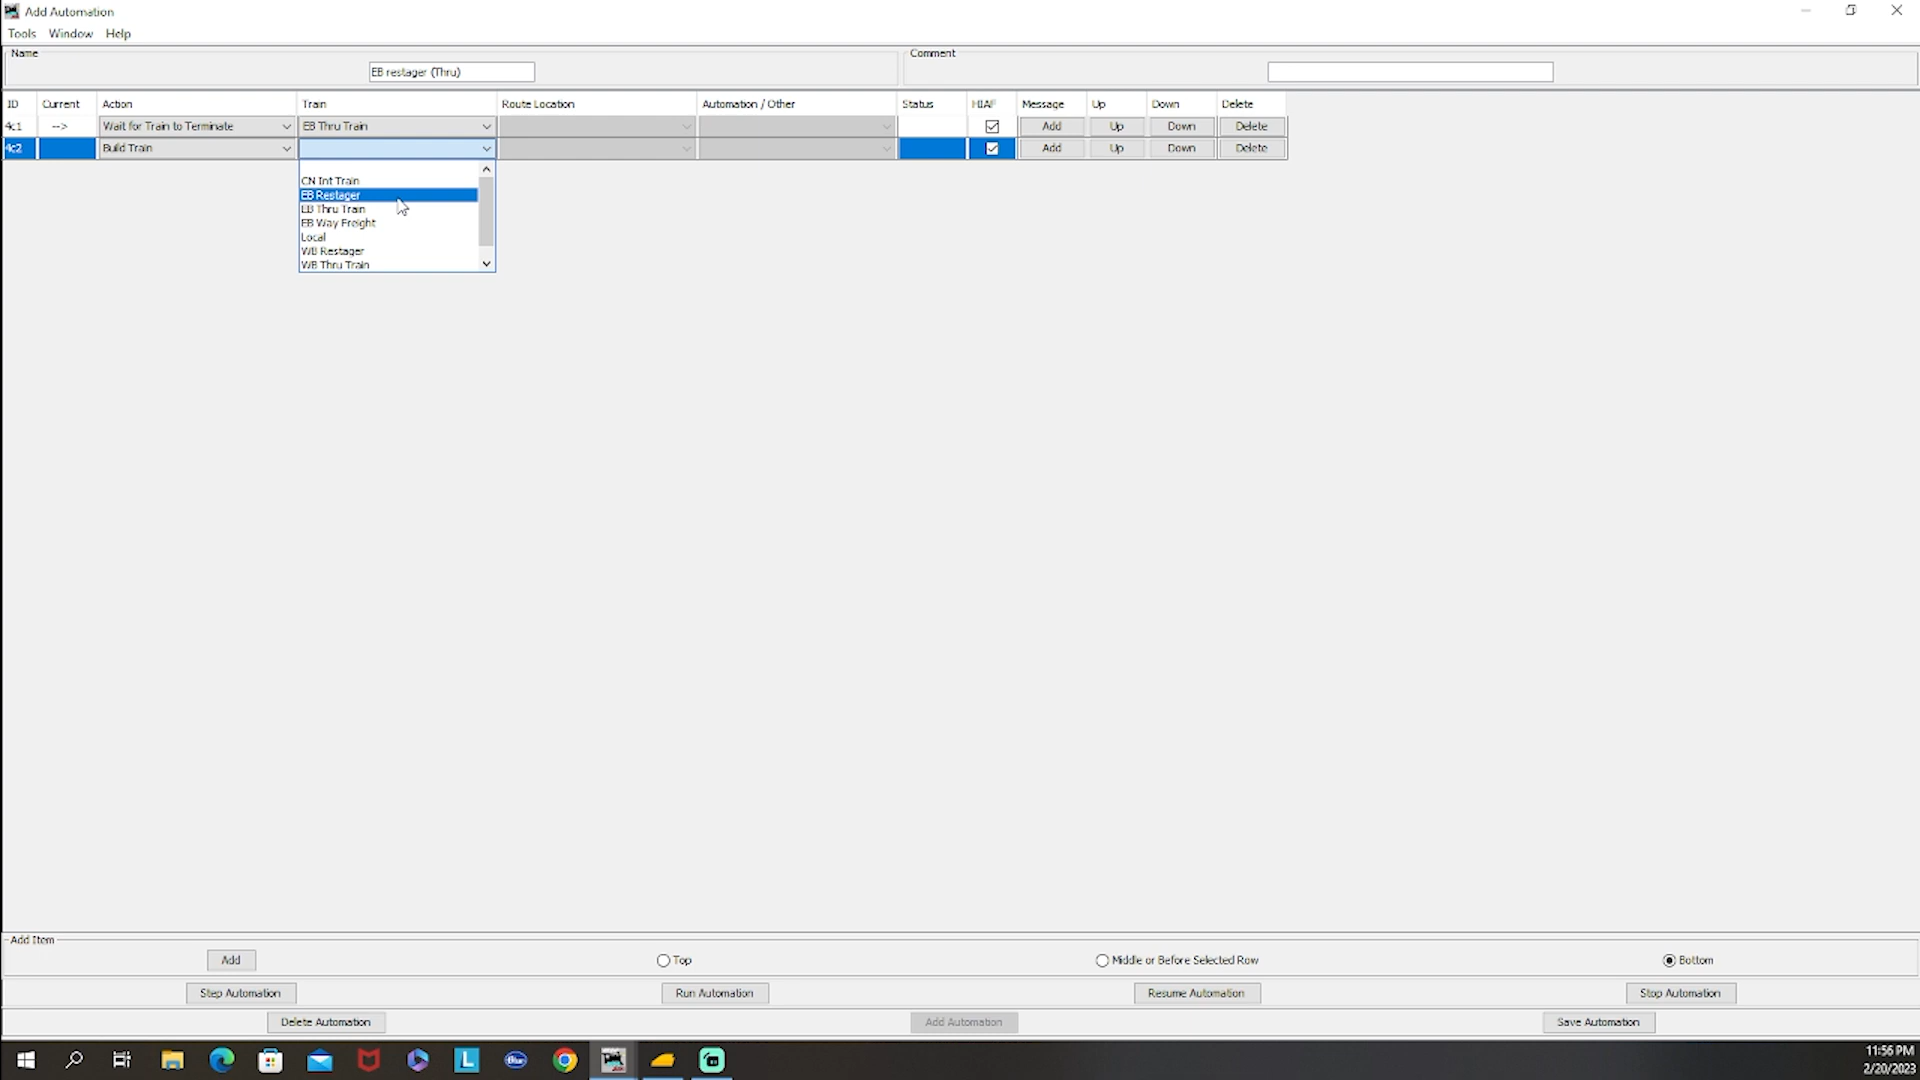 Add Automation
Tools Window Help
Name Comment
EB restager (Thru)
ID Current Action Train Route Location Automation / Other Status HIAF Message Up Down Delete
4c1 --> Wait for Train to Terminate EB Thru Train Add Up Down Delete
4c2 Build Train Add Up Down Delete
CN Int Train
EB Restager
EB Thru Train
EB Way Freight
Local
WB Restager
WB Thru Train
Add Item
Add Top Middle or Before Selected Row Bottom
Step Automation Run Automation Resume Automation Stop Automation
Delete Automation Add Automation Save Automation
11:56 PM
2/20/2023